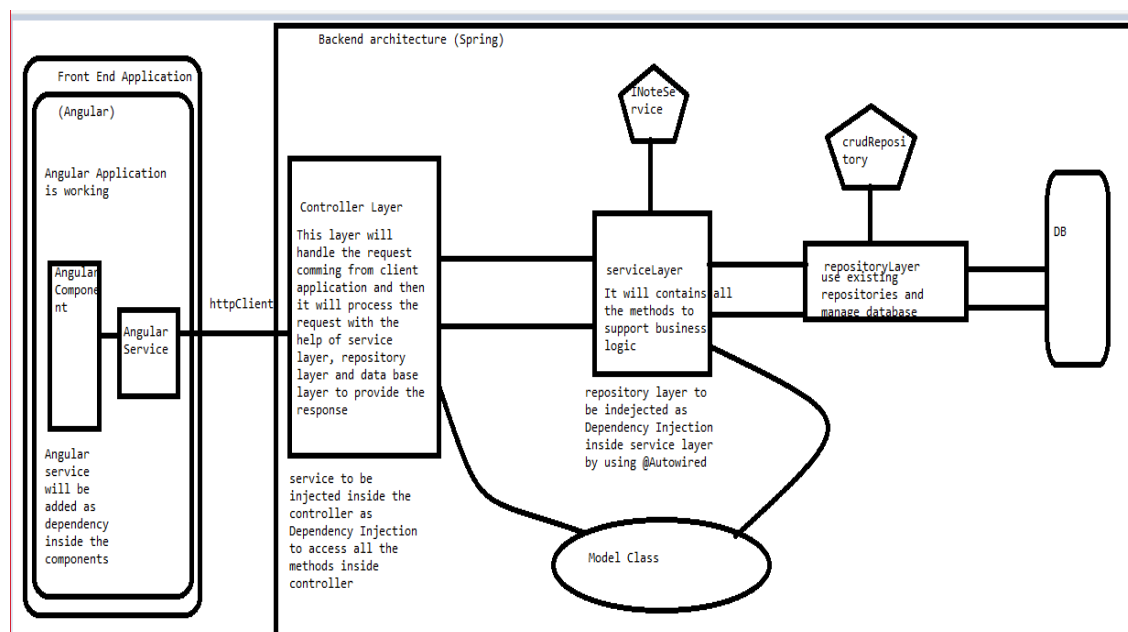 Backend architecture (Spring)
Front End Application
(Angular)
Angular Application
is working
Angular
Compone
nt
Angular
Service
Angular
service
will be
added as
dependency
inside the
components
httpClient
Controller Layer
This layer will
handle the request
comming from client
application and then
it will process the
request with the
help of service
layer, repository
layer and data base
layer to provide the
response
service to be
injected inside the
controller as
Dependency Injection
to access all the
methods inside
controller
INoteSe
rvice
serviceLayer
It will contains all
the methods to
support business
logic
repository layer to
be indejected as
Dependency Injection
inside service layer
by using @Autowired
crudReposi
tory
repositoryLayer
use existing
repositories and
manage database
DB
Model Class